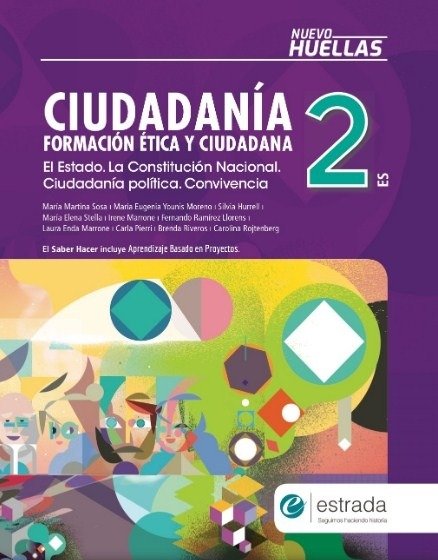 NUEVO
HUELLAS
CIUDADANÍA
FORMACIÓN ÉTICA Y CIUDADANA
2
ES
El Estado. La Constitución Nacional.
Ciudadanía política. Convivencia
María Martina Sosa I Maria Eugenia Younis Moreno I Silvia Hurrell I
María Elena Stella I Irene Marrone I Fernando Ramírez Llorens I
Laura Enda Marrone I Carla Pierri I Brenda Riveros I Carolina Rojtenberg
El Saber Hacer incluye Aprendizaje Basado en Proyectos.
e
estrada
Seguimos haciendo historia